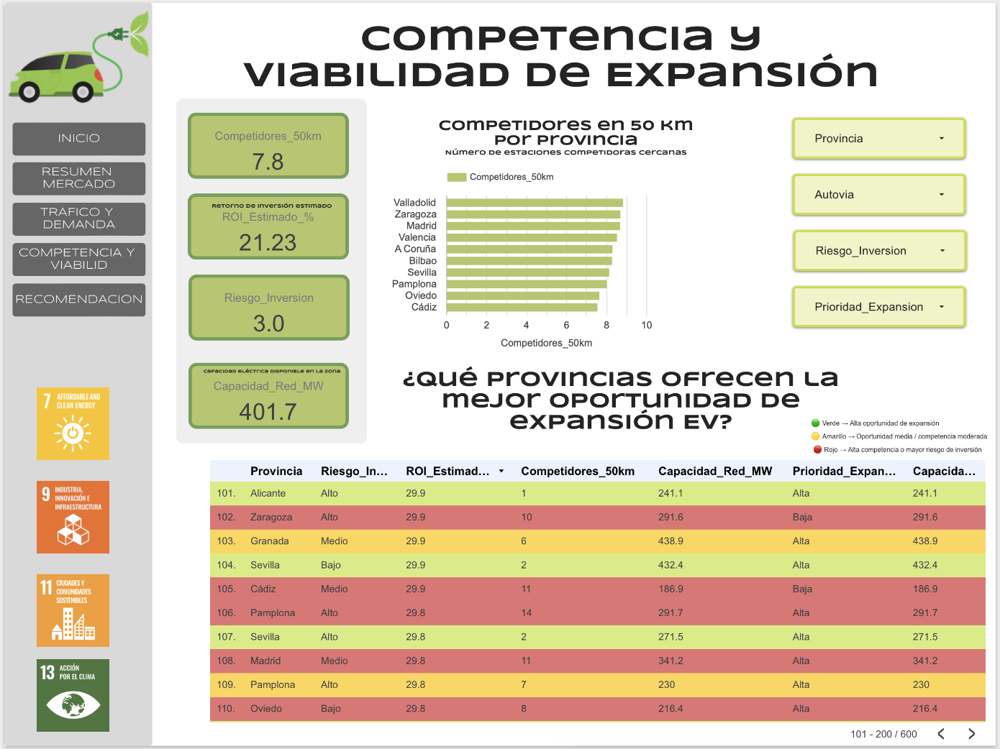 Competencia y
Viabilidad de Expansión
INICIO
RESUMEN
MERCADO
TRÁFICO Y
DEMANDA
COMPETENCIA Y
VIABILID
RECOMENDACIÓN
7 AFFORDABLE AND
CLEAN ENERGY
9 INDUSTRIA,
INNOVACIÓN E
INFRAESTRUCTURA
11 CIUDADES Y
COMUNIDADES
SOSTENIBLES
13 ACCIÓN
POR EL CLIMA
Competidores_50km
7.8
Retorno de inversión estimado
ROI_Estimado_%
21.23
Riesgo_Inversion
3.0
Capacidad eléctrica disponible en la zona
Capacidad_Red_MW
401.7
Competidores en 50 km
por provincia
Número de estaciones competidoras cercanas
Competidores_50km
Valladolid
Zaragoza
Madrid
Valencia
A Coruña
Bilbao
Sevilla
Pamplona
Oviedo
Cádiz
0 2 4 6 8 10
Competidores_50km
Provincia
Autovia
Riesgo_Inversion
Prioridad_Expansion
¿Qué provincias ofrecen la
mejor oportunidad de
expansión EV?
Verde → Alta oportunidad de expansión
Amarillo → Oportunidad media / competencia moderada
Rojo → Alta competencia o mayor riesgo de inversión
Provincia Riesgo_In... ROI_Estimad... Competidores_50km Capacidad_Red_MW Prioridad_Expan... Capacida...
101. Alicante Alto 29.9 1 241.1 Alta 241.1
102. Zaragoza Alto 29.9 10 291.6 Baja 291.6
103. Granada Medio 29.9 6 438.9 Alta 438.9
104. Sevilla Bajo 29.9 2 432.4 Alta 432.4
105. Cádiz Medio 29.9 11 186.9 Baja 186.9
106. Pamplona Alto 29.8 14 291.7 Alta 291.7
107. Sevilla Alto 29.8 2 271.5 Alta 271.5
108. Madrid Medio 29.8 11 341.2 Alta 341.2
109. Pamplona Alto 29.8 7 230 Alta 230
110. Oviedo Bajo 29.8 8 216.4 Alta 216.4
101 - 200 / 600